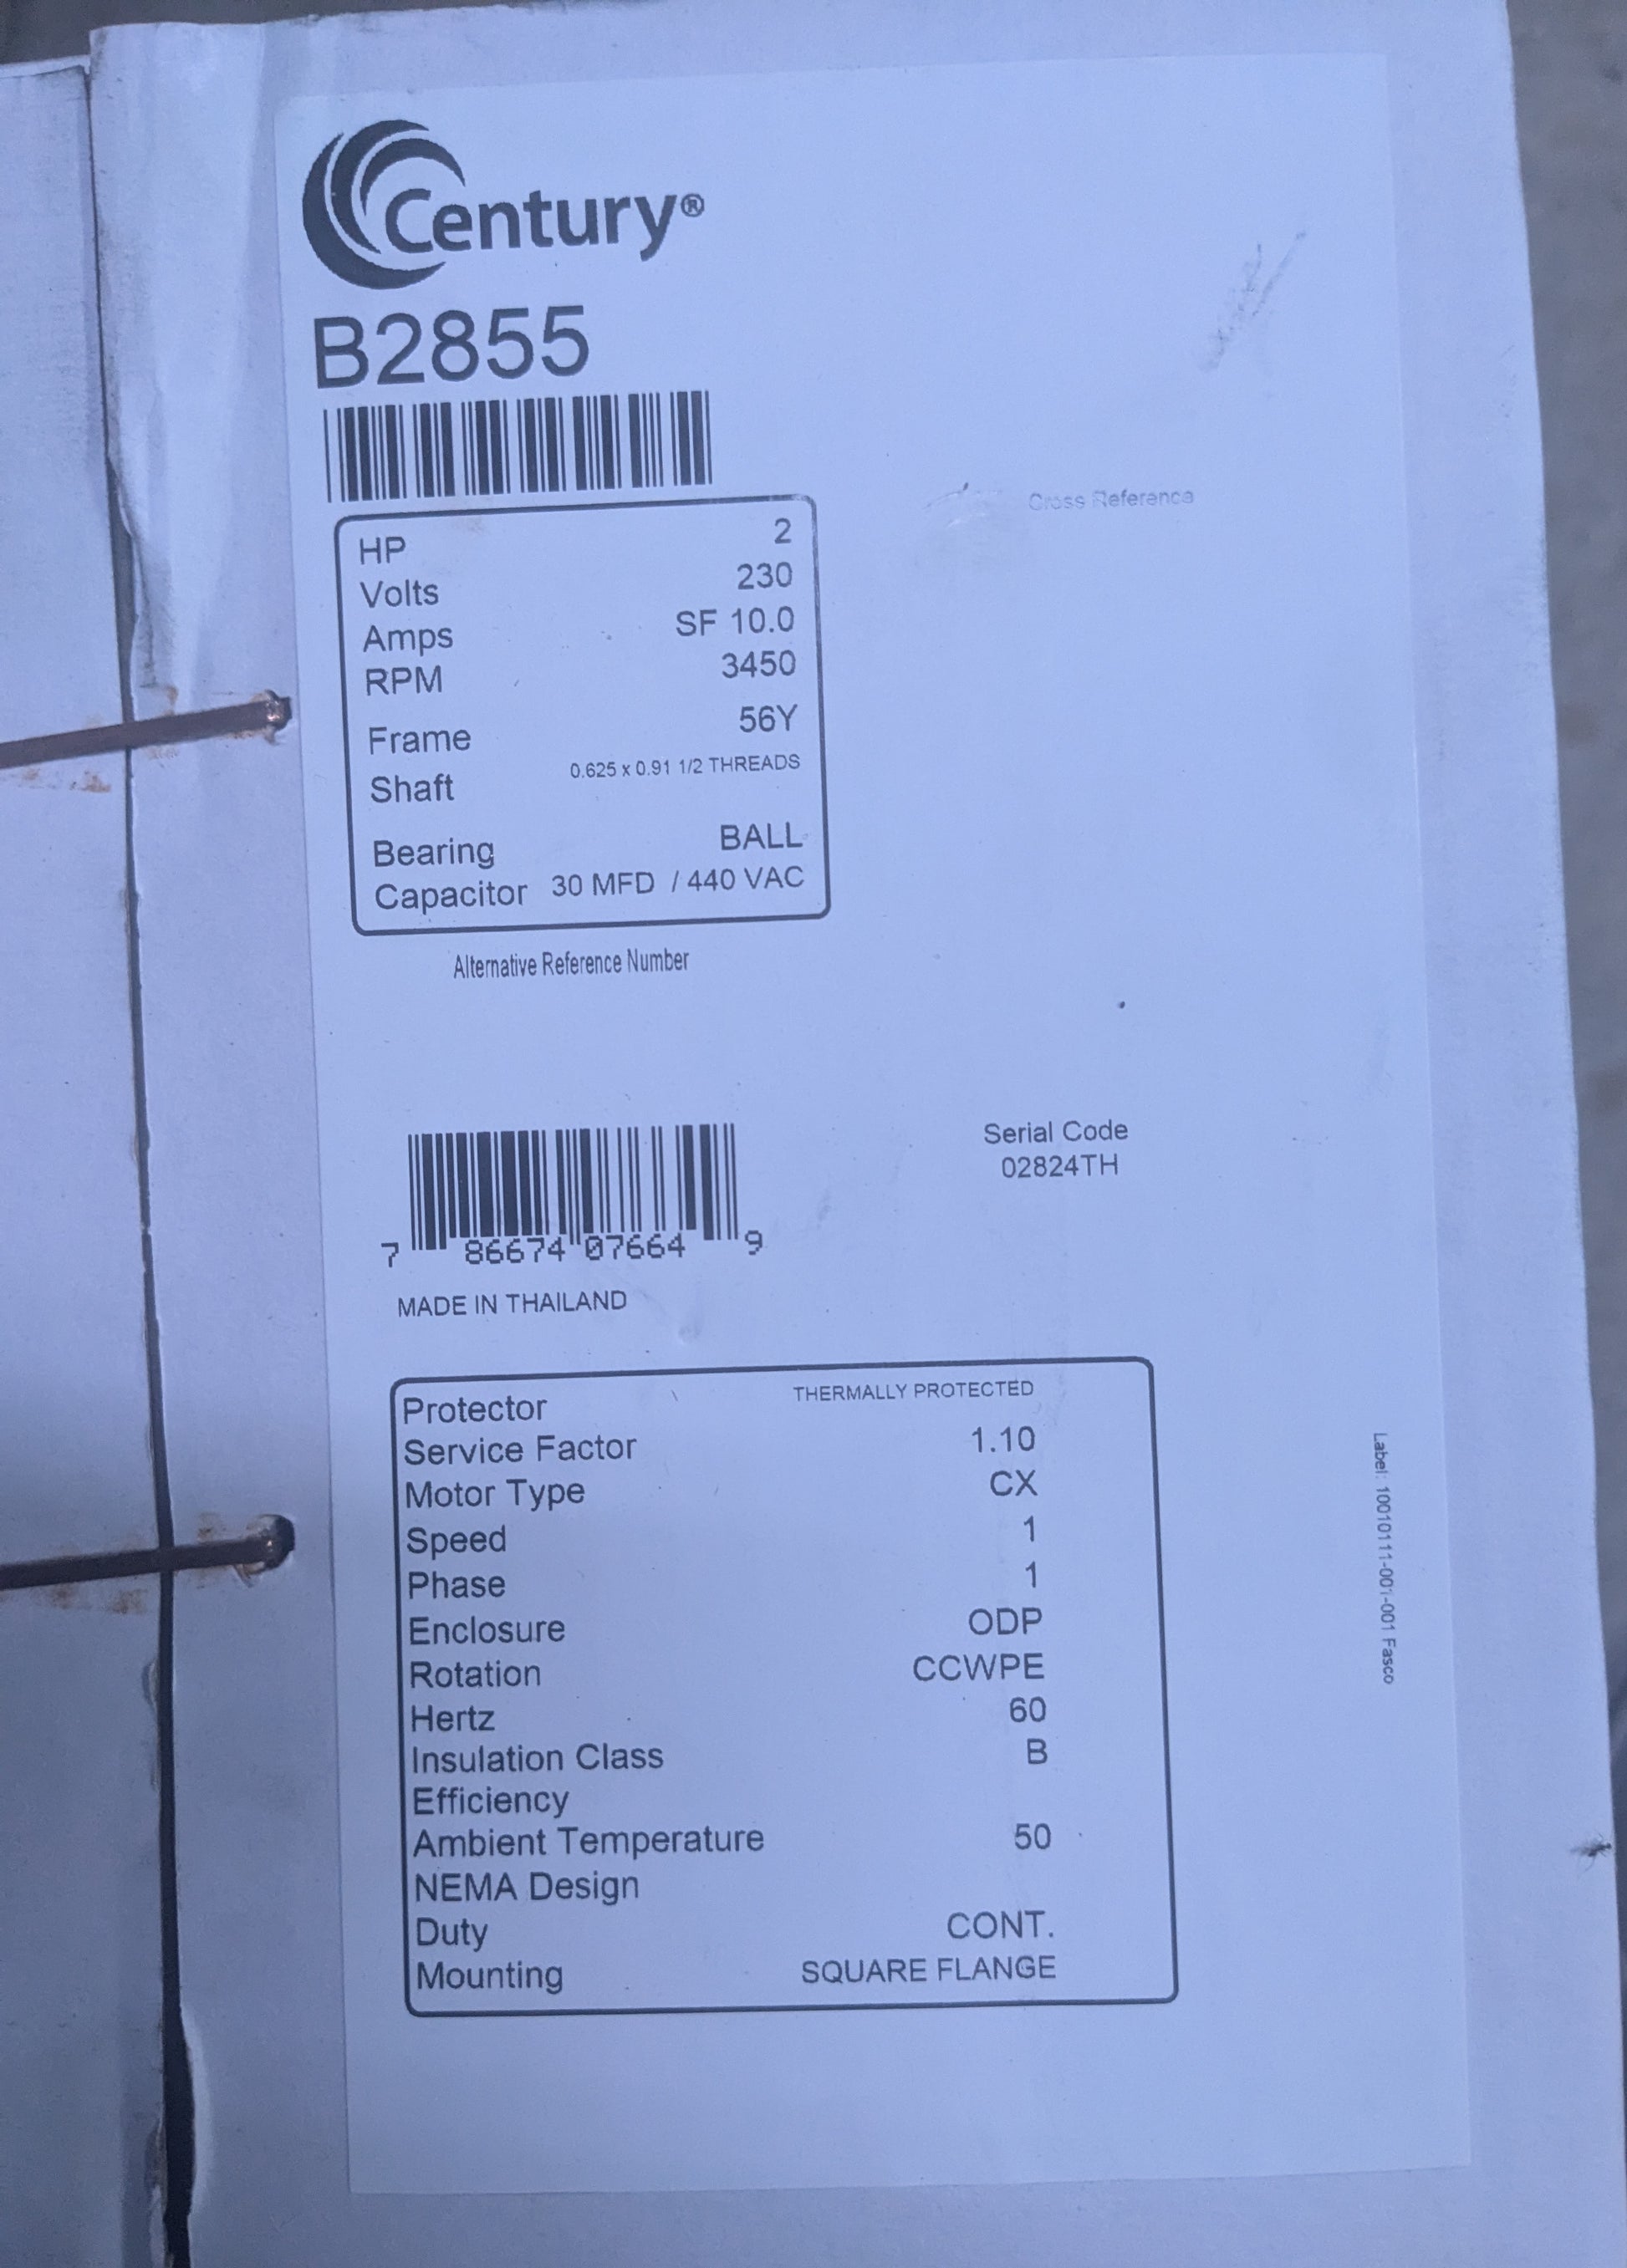 Century®
B2855
HP 2
Volts 230
Amps SF 10.0
RPM 3450
Frame 56Y
Shaft 0.625 x 0.91 1/2 THREADS
Bearing BALL
Capacitor 30 MFD / 440 VAC
Cross Reference
Alternative Reference Number
7 86674 07664 9
Serial Code
02824TH
MADE IN THAILAND
Protector THERMALLY PROTECTED
Service Factor 1.10
Motor Type CX
Speed 1
Phase 1
Enclosure ODP
Rotation CCWPE
Hertz 60
Insulation Class B
Efficiency
Ambient Temperature 50
NEMA Design
Duty CONT.
Mounting SQUARE FLANGE
Label: 10010111-001-001 Fasco